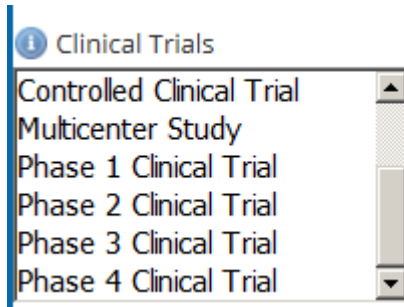 Clinical Trials
Controlled Clinical Trial
Multicenter Study
Phase 1 Clinical Trial
Phase 2 Clinical Trial
Phase 3 Clinical Trial
Phase 4 Clinical Trial